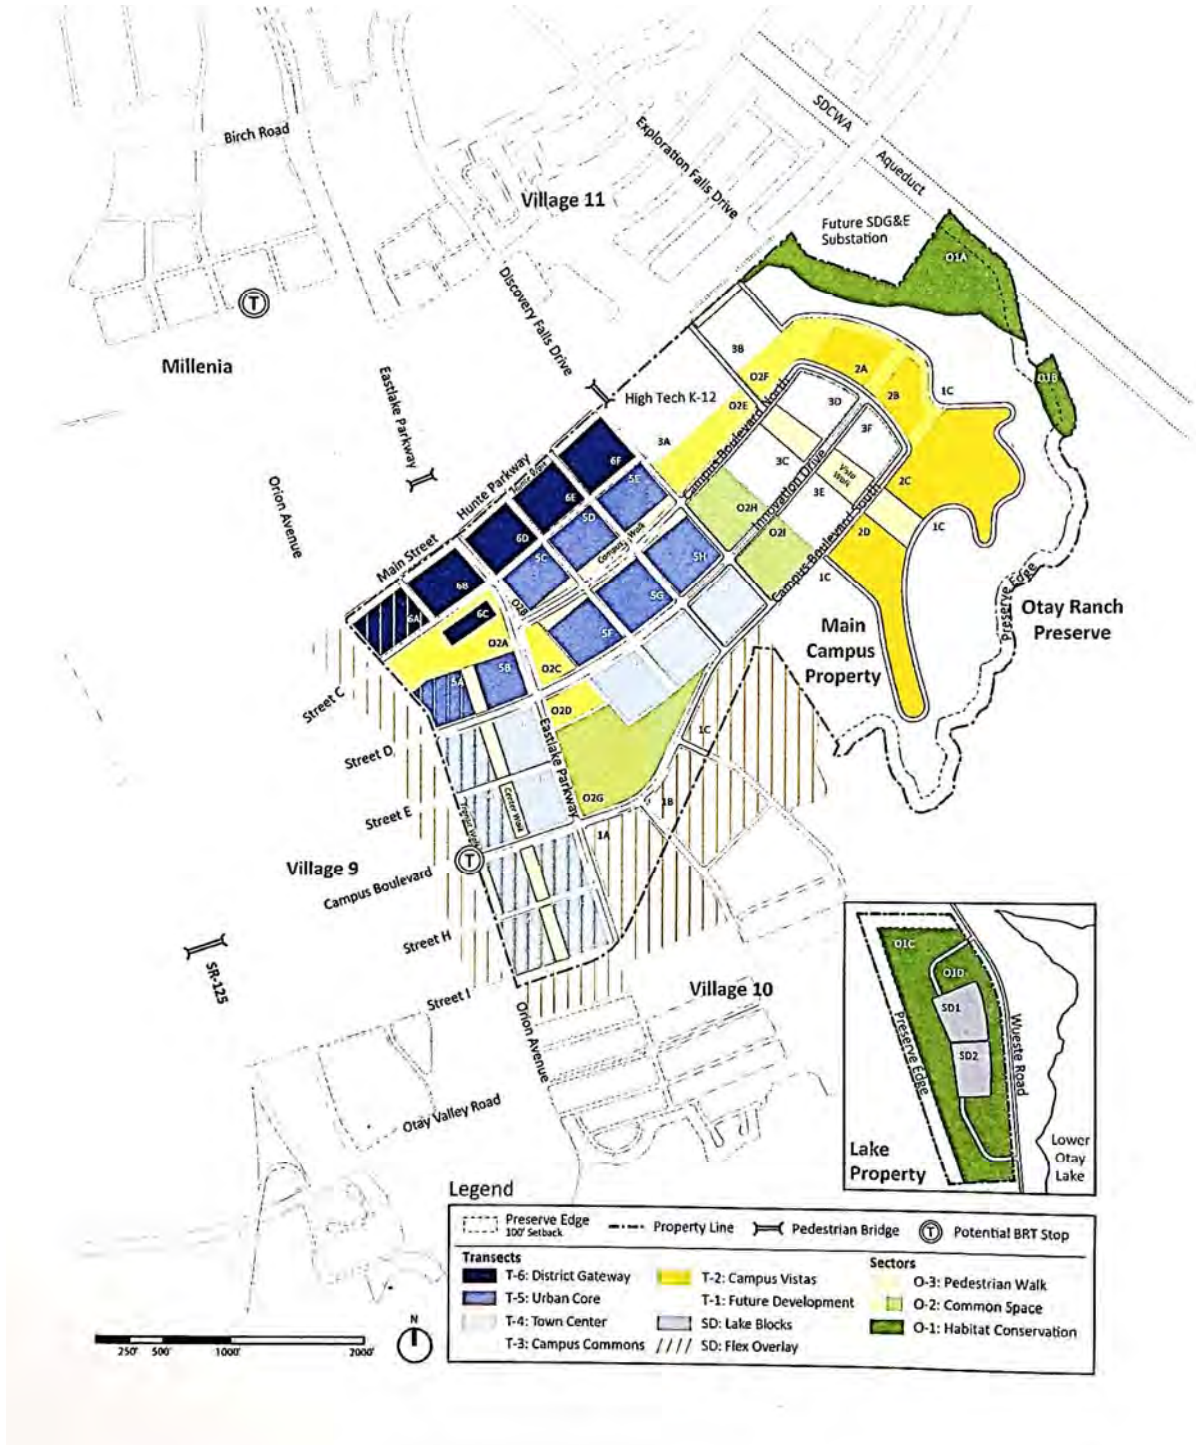 Birch Road
Village 11
Exploration Falls Drive
SDCWA
Aqueduct
Future SDG&E
Substation
O1A
Discovery Falls Drive
T
Millenia
Eastlake Parkway
Orion Avenue
High Tech K-12
3B
O2F
O2E
3A
2A
2B
1C
3D
3F
3C
3E
Campus Boulevard North
Innovation Drive
Campus Boulevard South
Vista
Walk
2C
2D
1C
1C
O2H
O2I
Hunte Parkway
Main Street
6F
6E
6D
6B
6A
6C
5E
5D
5C
5H
5G
5F
5B
5A
Campus Walk
O2B
O2A
O2C
O2D
O2G
Eastlake Parkway
Center Walk
Transit Walk
Main
Campus
Property
Preserve Edge
Otay Ranch
Preserve
Street C
Street D
Street E
Village 9
Campus Boulevard
T
Street H
Street I
1C
1B
1A
SR-125
Village 10
Orion Avenue
Otay Valley Road
O1C
O1D
SD1
SD2
Preserve Edge
Wueste Road
Lake
Property
Lower
Otay
Lake
Legend
Preserve Edge
100' Setback
Property Line
Pedestrian Bridge
T
Potential BRT Stop
Transects
T-6: District Gateway
T-5: Urban Core
T-4: Town Center
T-3: Campus Commons
T-2: Campus Vistas
T-1: Future Development
SD: Lake Blocks
SD: Flex Overlay
Sectors
O-3: Pedestrian Walk
O-2: Common Space
O-1: Habitat Conservation
N
250' 500' 1000' 2000'